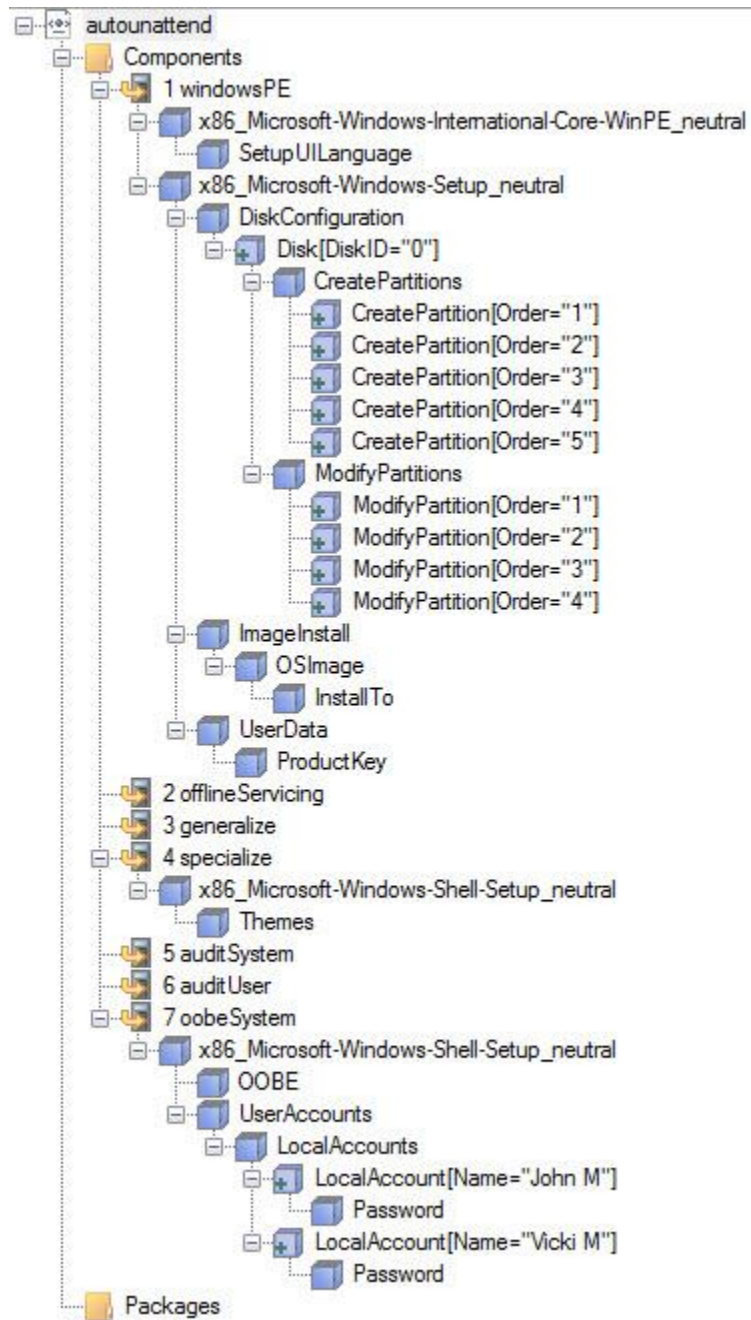 autounattend
Components
1 windowsPE
x86_Microsoft-Windows-International-Core-WinPE_neutral
SetupUILanguage
x86_Microsoft-Windows-Setup_neutral
DiskConfiguration
Disk[DiskID="0"]
CreatePartitions
CreatePartition[Order="1"]
CreatePartition[Order="2"]
CreatePartition[Order="3"]
CreatePartition[Order="4"]
CreatePartition[Order="5"]
ModifyPartitions
ModifyPartition[Order="1"]
ModifyPartition[Order="2"]
ModifyPartition[Order="3"]
ModifyPartition[Order="4"]
ImageInstall
OSImage
InstallTo
UserData
ProductKey
2 offlineServicing
3 generalize
4 specialize
x86_Microsoft-Windows-Shell-Setup_neutral
Themes
5 auditSystem
6 auditUser
7 oobeSystem
x86_Microsoft-Windows-Shell-Setup_neutral
OOBE
UserAccounts
LocalAccounts
LocalAccount[Name="John M"]
Password
LocalAccount[Name="Vicki M"]
Password
Packages